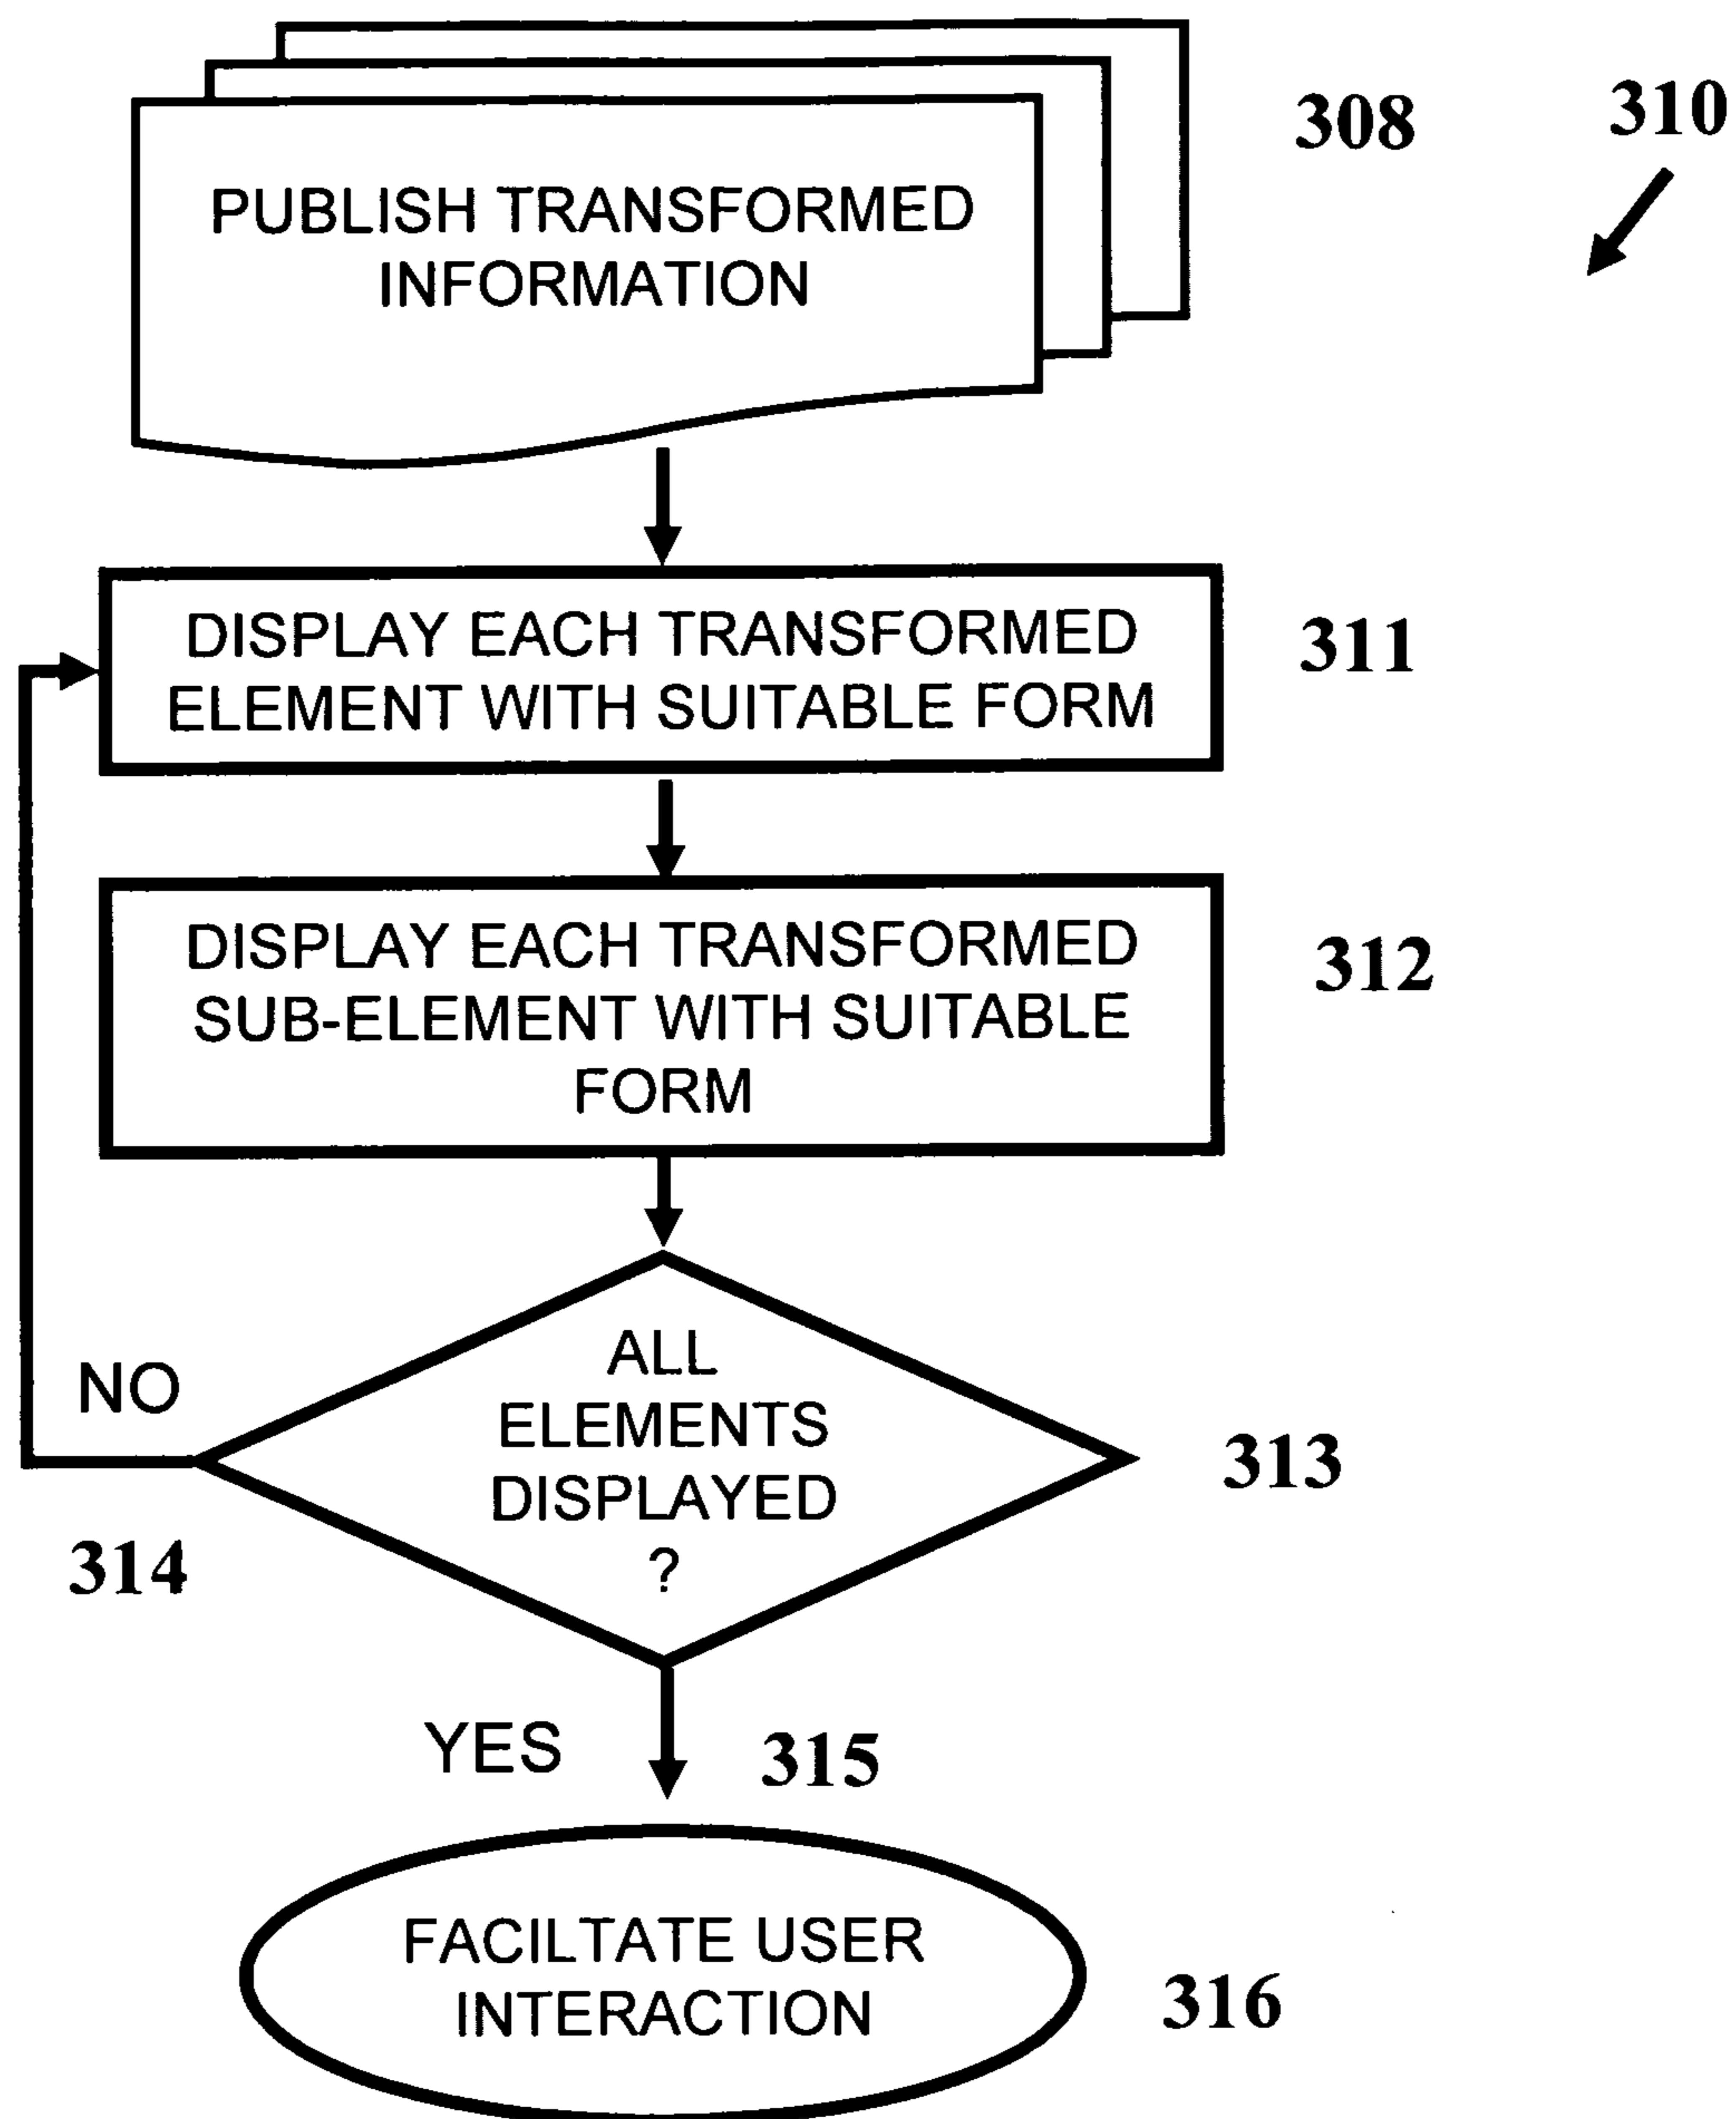 308
310
PUBLISH TRANSFORMED
INFORMATION
DISPLAY EACH TRANSFORMED
ELEMENT WITH SUITABLE FORM
311
DISPLAY EACH TRANSFORMED
SUB-ELEMENT WITH SUITABLE
FORM
312
ALL
ELEMENTS
DISPLAYED
?
313
NO
314
YES
315
FACILTATE USER
INTERACTION
316